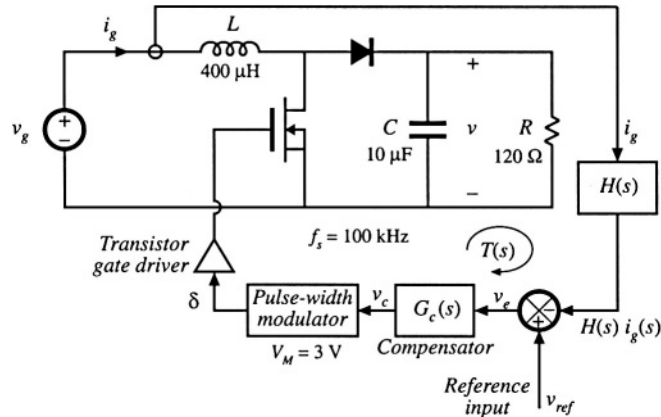 i_g
L
400 μH
v_g
C
10 μF
+
v
−
R
120 Ω
i_g
H(s)
Transistor
gate driver
f_s = 100 kHz
T(s)
δ
Pulse-width
modulator
V_M = 3 V
v_c
G_c(s)
Compensator
v_e
H(s) i_g(s)
Reference
input
v_ref